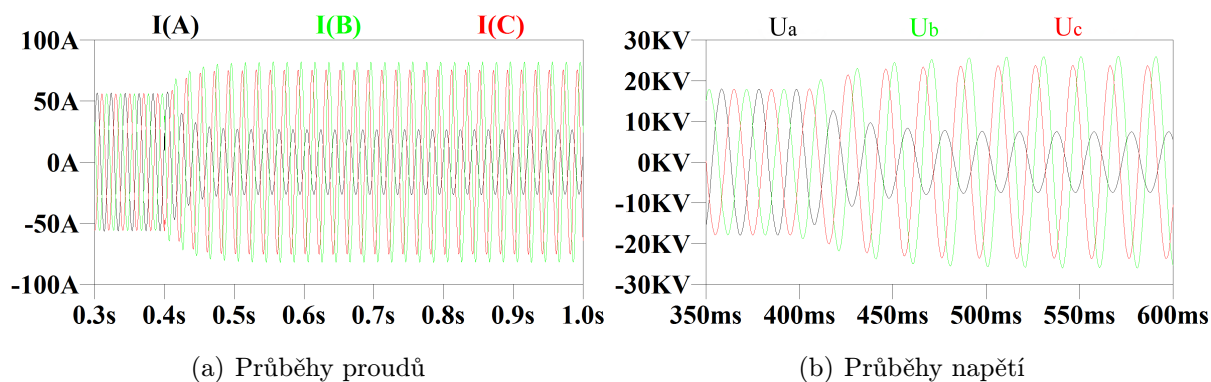 I(A) I(B) I(C)
100A
50A
0A
-50A
-100A
0.3s 0.4s 0.5s 0.6s 0.7s 0.8s 0.9s 1.0s
(a) Průběhy proudů
Ua Ub Uc
30KV
20KV
10KV
0KV
-10KV
-20KV
-30KV
350ms 400ms 450ms 500ms 550ms 600ms
(b) Průběhy napětí